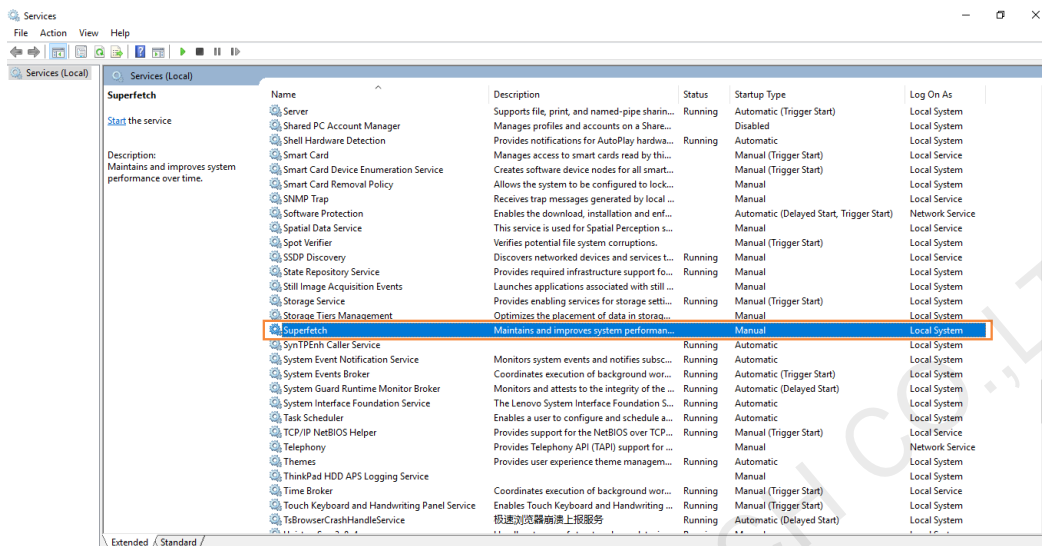 Services
File Action View Help
Services (Local)
Services (Local)
Superfetch
Start the service
Description:
Maintains and improves system
performance over time.
Name Description Status Startup Type Log On As
Server Supports file, print, and named-pipe sharin... Running Automatic (Trigger Start) Local System
Shared PC Account Manager Manages profiles and accounts on a Share... Disabled Local System
Shell Hardware Detection Provides notifications for AutoPlay hardwa... Running Automatic Local System
Smart Card Manages access to smart cards read by thi... Manual (Trigger Start) Local Service
Smart Card Device Enumeration Service Creates software device nodes for all smart... Manual (Trigger Start) Local System
Smart Card Removal Policy Allows the system to be configured to lock... Manual Local System
SNMP Trap Receives trap messages generated by local ... Manual Local Service
Software Protection Enables the download, installation and enf... Automatic (Delayed Start, Trigger Start) Network Service
Spatial Data Service This service is used for Spatial Perception s... Manual Local Service
Spot Verifier Verifies potential file system corruptions. Manual (Trigger Start) Local System
SSDP Discovery Discovers networked devices and services t... Running Manual Local Service
State Repository Service Provides required infrastructure support fo... Running Manual Local System
Still Image Acquisition Events Launches applications associated with still ... Manual Local System
Storage Service Provides enabling services for storage setti... Running Manual (Trigger Start) Local System
Storage Tiers Management Optimizes the placement of data in storag... Manual Local System
Superfetch Maintains and improves system performan... Manual Local System
SynTPEnh Caller Service Running Automatic Local System
System Event Notification Service Monitors system events and notifies subsc... Running Automatic Local System
System Events Broker Coordinates execution of background wor... Running Automatic (Trigger Start) Local System
System Guard Runtime Monitor Broker Monitors and attests to the integrity of the ... Running Automatic (Delayed Start) Local System
System Interface Foundation Service The Lenovo System Interface Foundation S... Running Automatic Local System
Task Scheduler Enables a user to configure and schedule a... Running Automatic Local System
TCP/IP NetBIOS Helper Provides support for the NetBIOS over TCP... Running Manual (Trigger Start) Local Service
Telephony Provides Telephony API (TAPI) support for ... Manual Network Service
Themes Provides user experience theme managem... Running Automatic Local System
ThinkPad HDD APS Logging Service Manual Local System
Time Broker Coordinates execution of background wor... Running Manual (Trigger Start) Local Service
Touch Keyboard and Handwriting Panel Service Enables Touch Keyboard and Handwriting ... Running Manual (Trigger Start) Local System
TsBrowserCrashHandleService 极速浏览器崩溃上报服务 Running Automatic (Delayed Start) Local System
Extended Standard